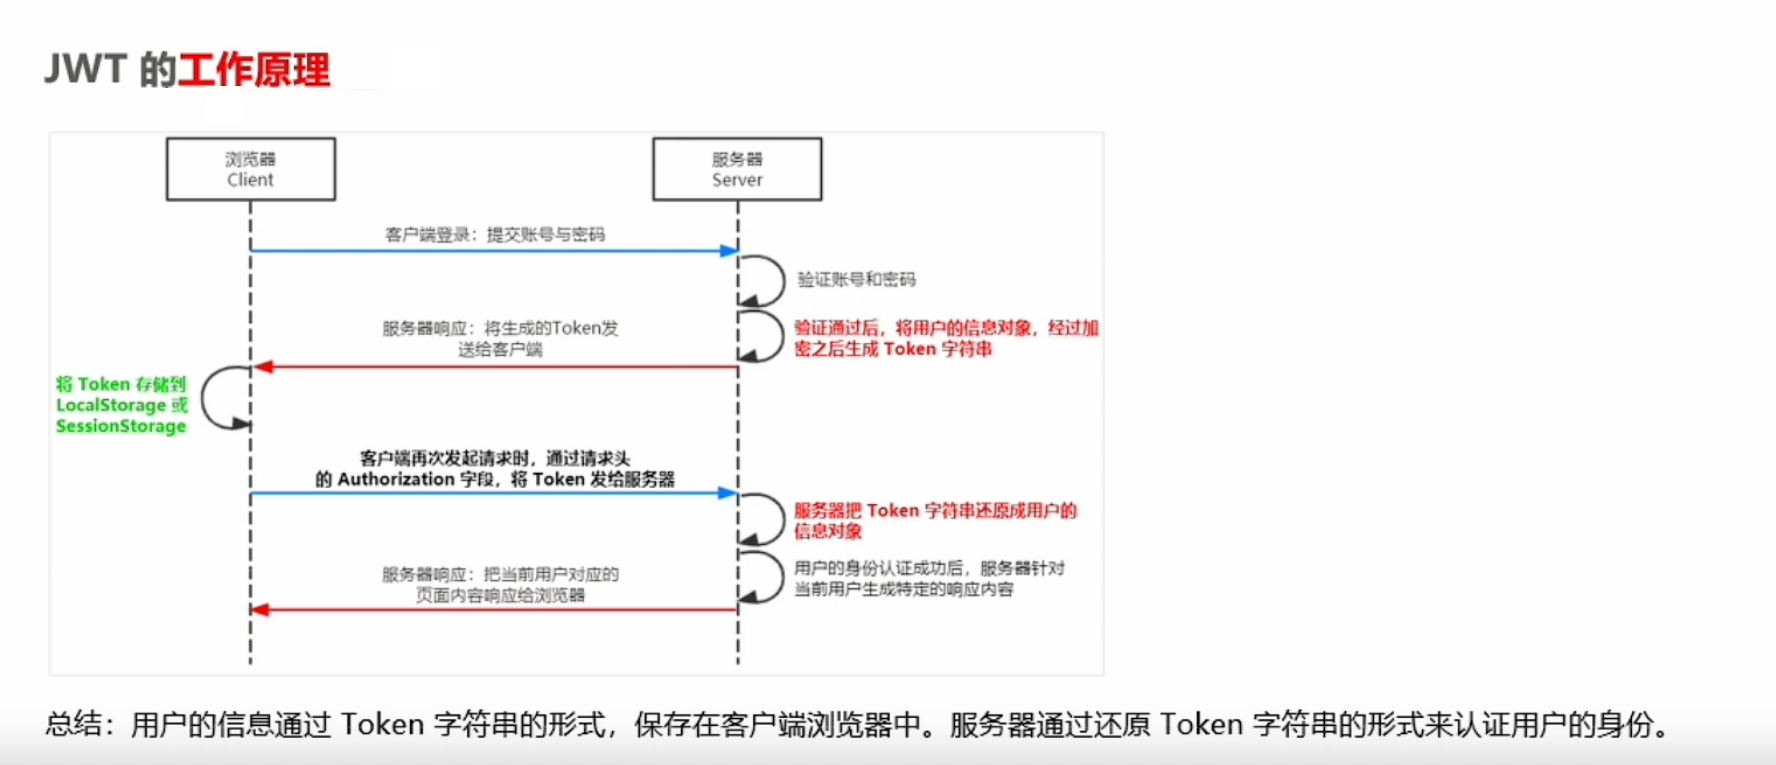 JWT 的工作原理
浏览器
Client
服务器
Server
客户端登录：提交账号与密码
验证账号和密码
服务器响应：将生成的Token发
送给客户端
验证通过后，将用户的信息对象，经过加
密之后生成 Token 字符串
将 Token 存储到
LocalStorage 或
SessionStorage
客户端再次发起请求时，通过请求头
的 Authorization 字段，将 Token 发给服务器
服务器把 Token 字符串还原成用户的
信息对象
用户的身份认证成功后，服务器针对
当前用户生成特定的响应内容
服务器响应：把当前用户对应的
页面内容响应给浏览器
总结：用户的信息通过 Token 字符串的形式，保存在客户端浏览器中。服务器通过还原 Token 字符串的形式来认证用户的身份。